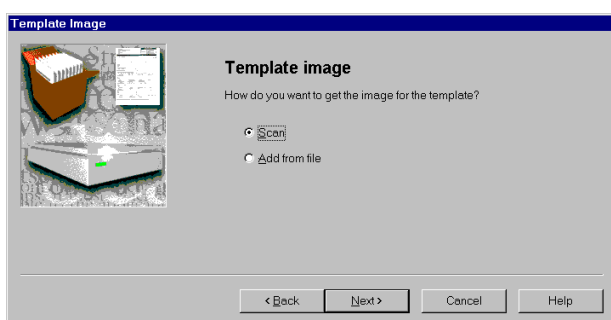 Template Image
Template image
How do you want to get the image for the template?
Scan
Add from file
< Back
Next >
Cancel
Help